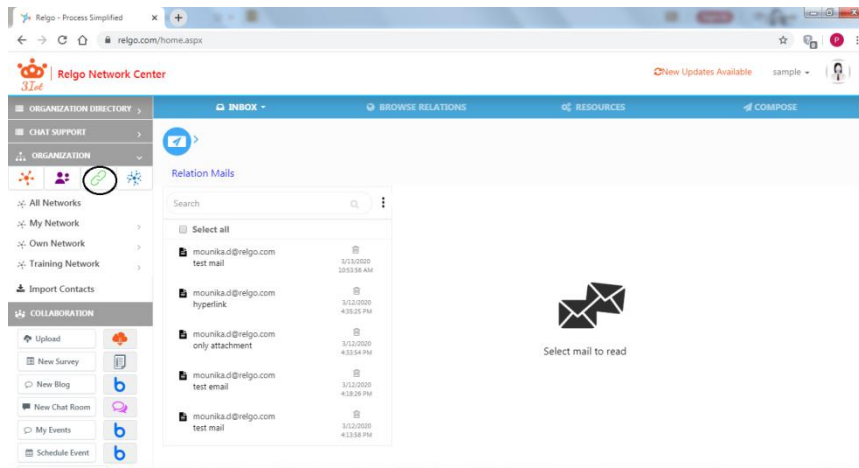 Relgo - Process Simplified
relgo.com/home.aspx
P
3Int
Relgo Network Center
New Updates Available
sample
ORGANIZATION DIRECTORY
INBOX
BROWSE RELATIONS
RESOURCES
COMPOSE
CHAT SUPPORT
ORGANIZATION
All Networks
My Network
Own Network
Training Network
Import Contacts
COLLABORATION
Upload
New Survey
New Blog
b
New Chat Room
My Events
b
Schedule Event
b
Relation Mails
Search
Select all
mounika.d@relgo.com
test mail
3/13/2020
10:53:58 AM
mounika.d@relgo.com
hyperlink
3/12/2020
4:35:25 PM
mounika.d@relgo.com
only attachment
3/12/2020
4:33:54 PM
mounika.d@relgo.com
test email
3/12/2020
4:18:26 PM
mounika.d@relgo.com
test mail
3/12/2020
4:13:58 PM
Select mail to read